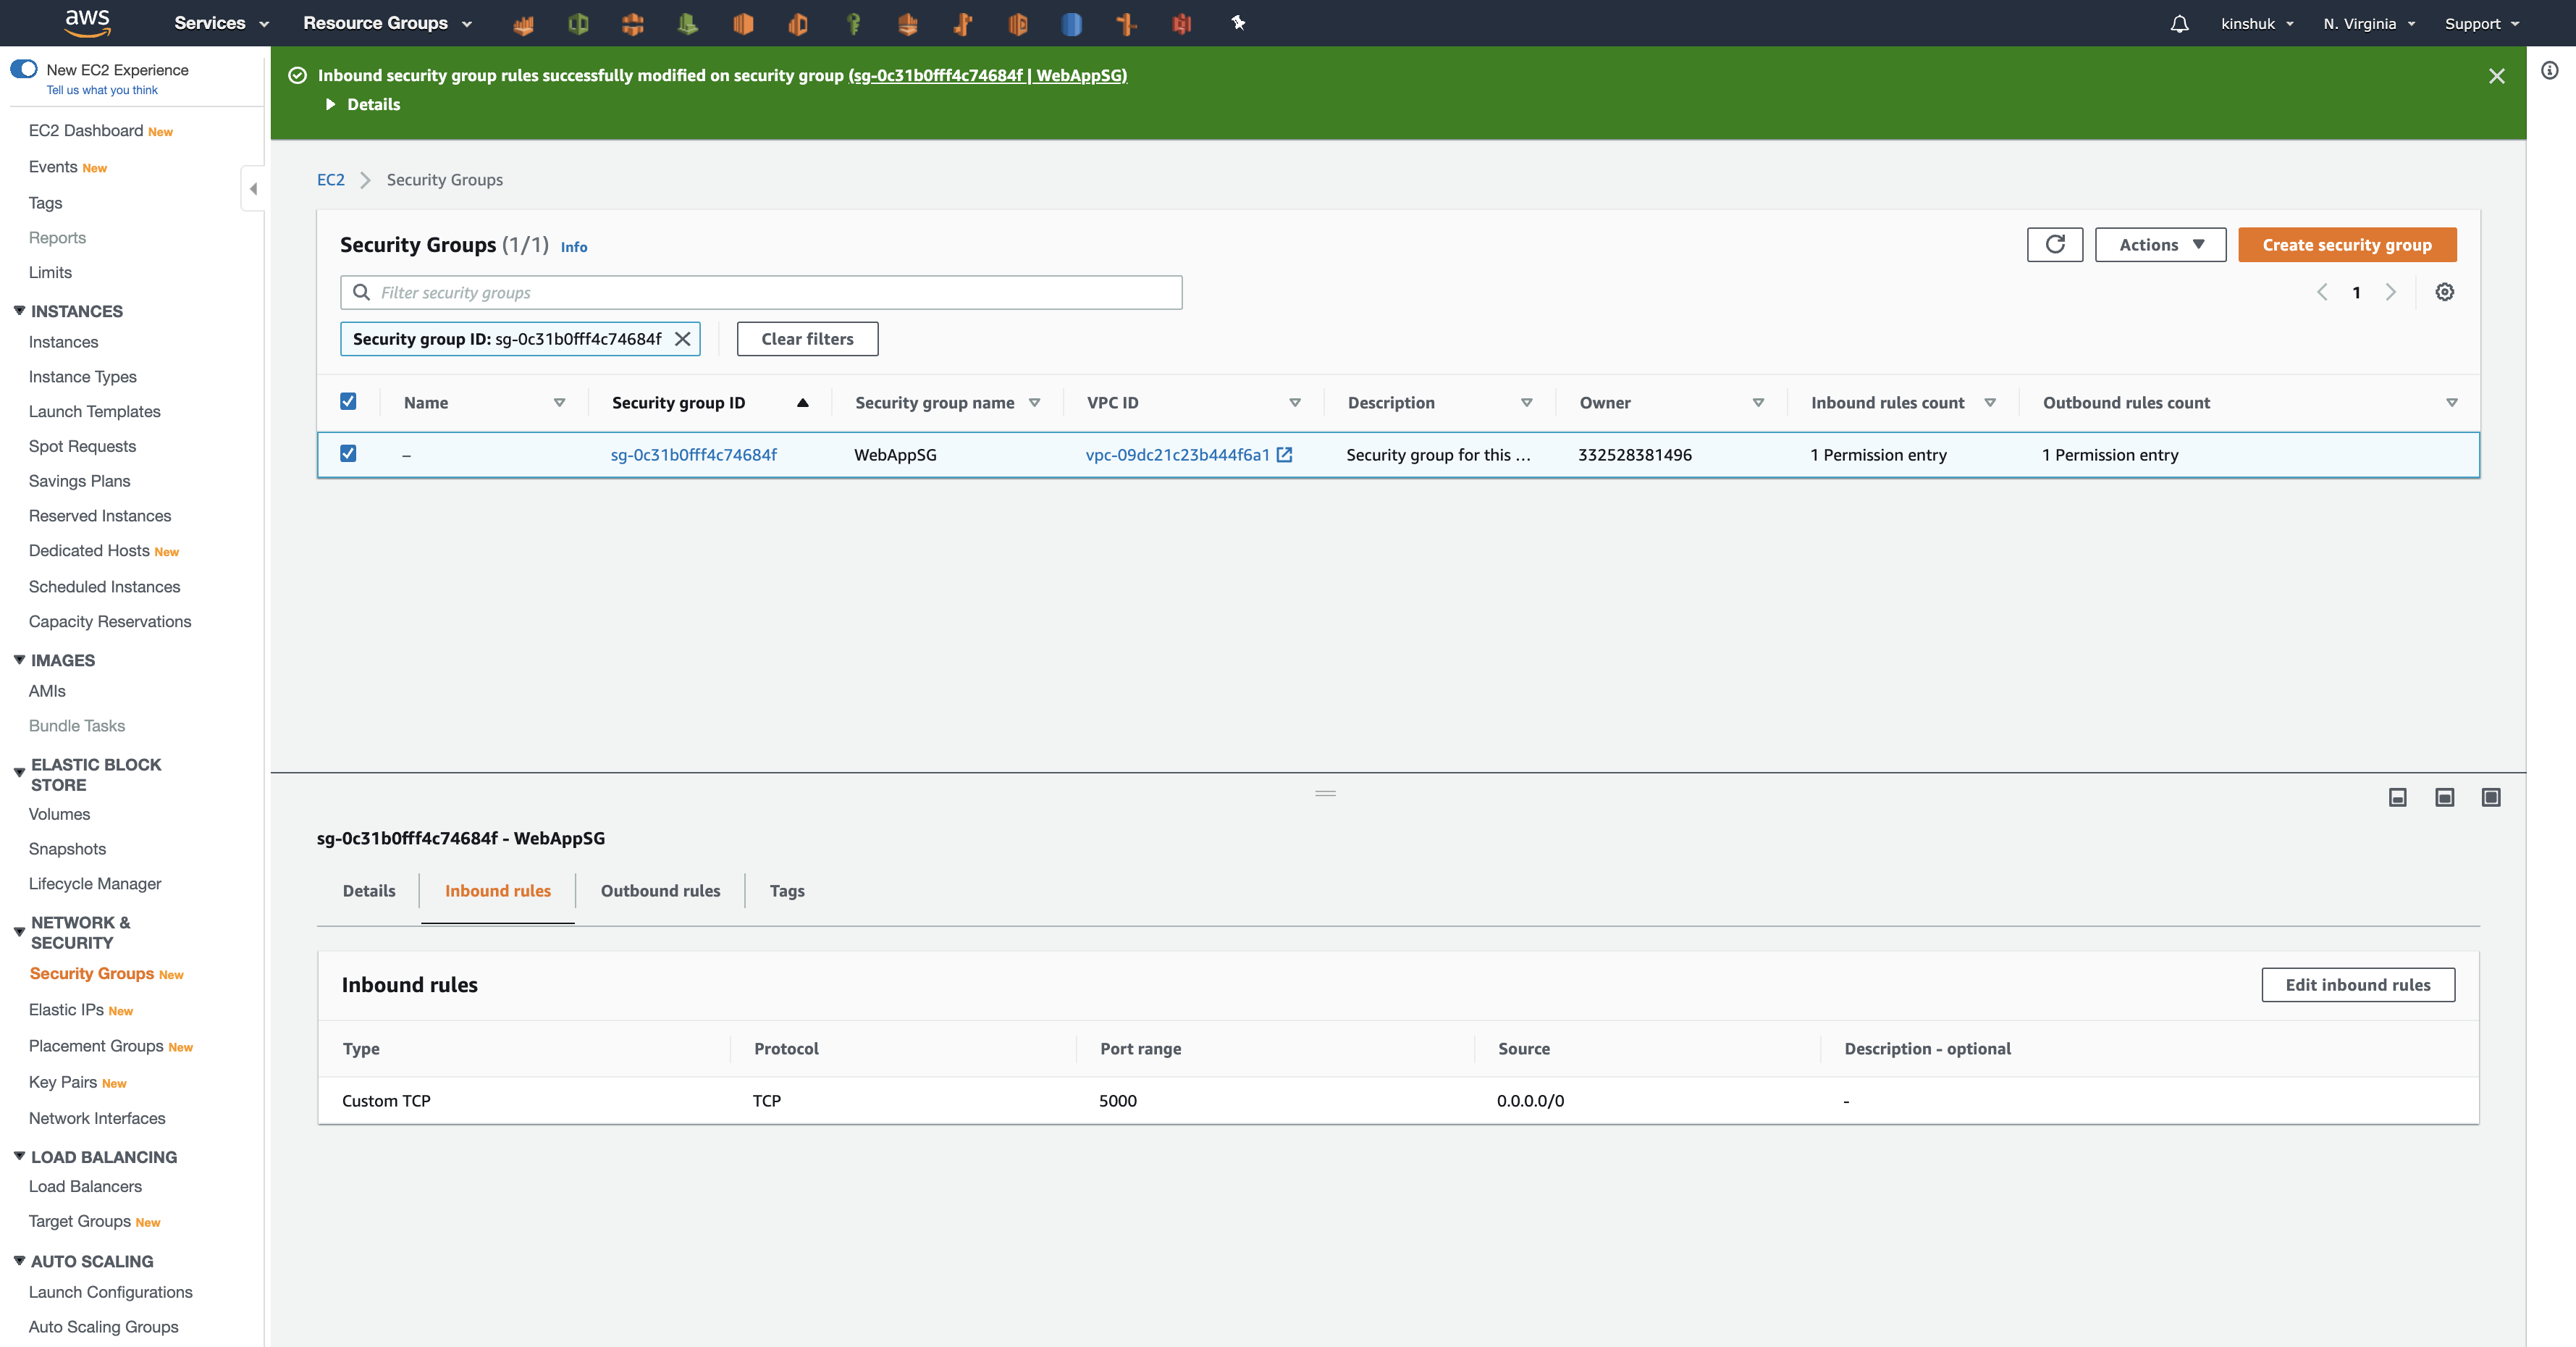 aws
Services
Resource Groups
kinshuk
N. Virginia
Support
New EC2 Experience
Tell us what you think
EC2 Dashboard New
Events New
Tags
Reports
Limits
INSTANCES
Instances
Instance Types
Launch Templates
Spot Requests
Savings Plans
Reserved Instances
Dedicated Hosts New
Scheduled Instances
Capacity Reservations
IMAGES
AMIs
Bundle Tasks
ELASTIC BLOCK
STORE
Volumes
Snapshots
Lifecycle Manager
NETWORK &
SECURITY
Security Groups New
Elastic IPs New
Placement Groups New
Key Pairs New
Network Interfaces
LOAD BALANCING
Load Balancers
Target Groups New
AUTO SCALING
Launch Configurations
Auto Scaling Groups
Inbound security group rules successfully modified on security group (sg-0c31b0fff4c74684f | WebAppSG)
Details
EC2 Security Groups
Security Groups (1/1) Info
Actions
Create security group
Filter security groups
1
Security group ID: sg-0c31b0fff4c74684f
Clear filters
Name Security group ID Security group name VPC ID Description Owner Inbound rules count Outbound rules count
– sg-0c31b0fff4c74684f WebAppSG vpc-09dc21c23b444f6a1 Security group for this ... 332528381496 1 Permission entry 1 Permission entry
sg-0c31b0fff4c74684f - WebAppSG
Details Inbound rules Outbound rules Tags
Inbound rules
Edit inbound rules
Type Protocol Port range Source Description - optional
Custom TCP TCP 5000 0.0.0.0/0 -